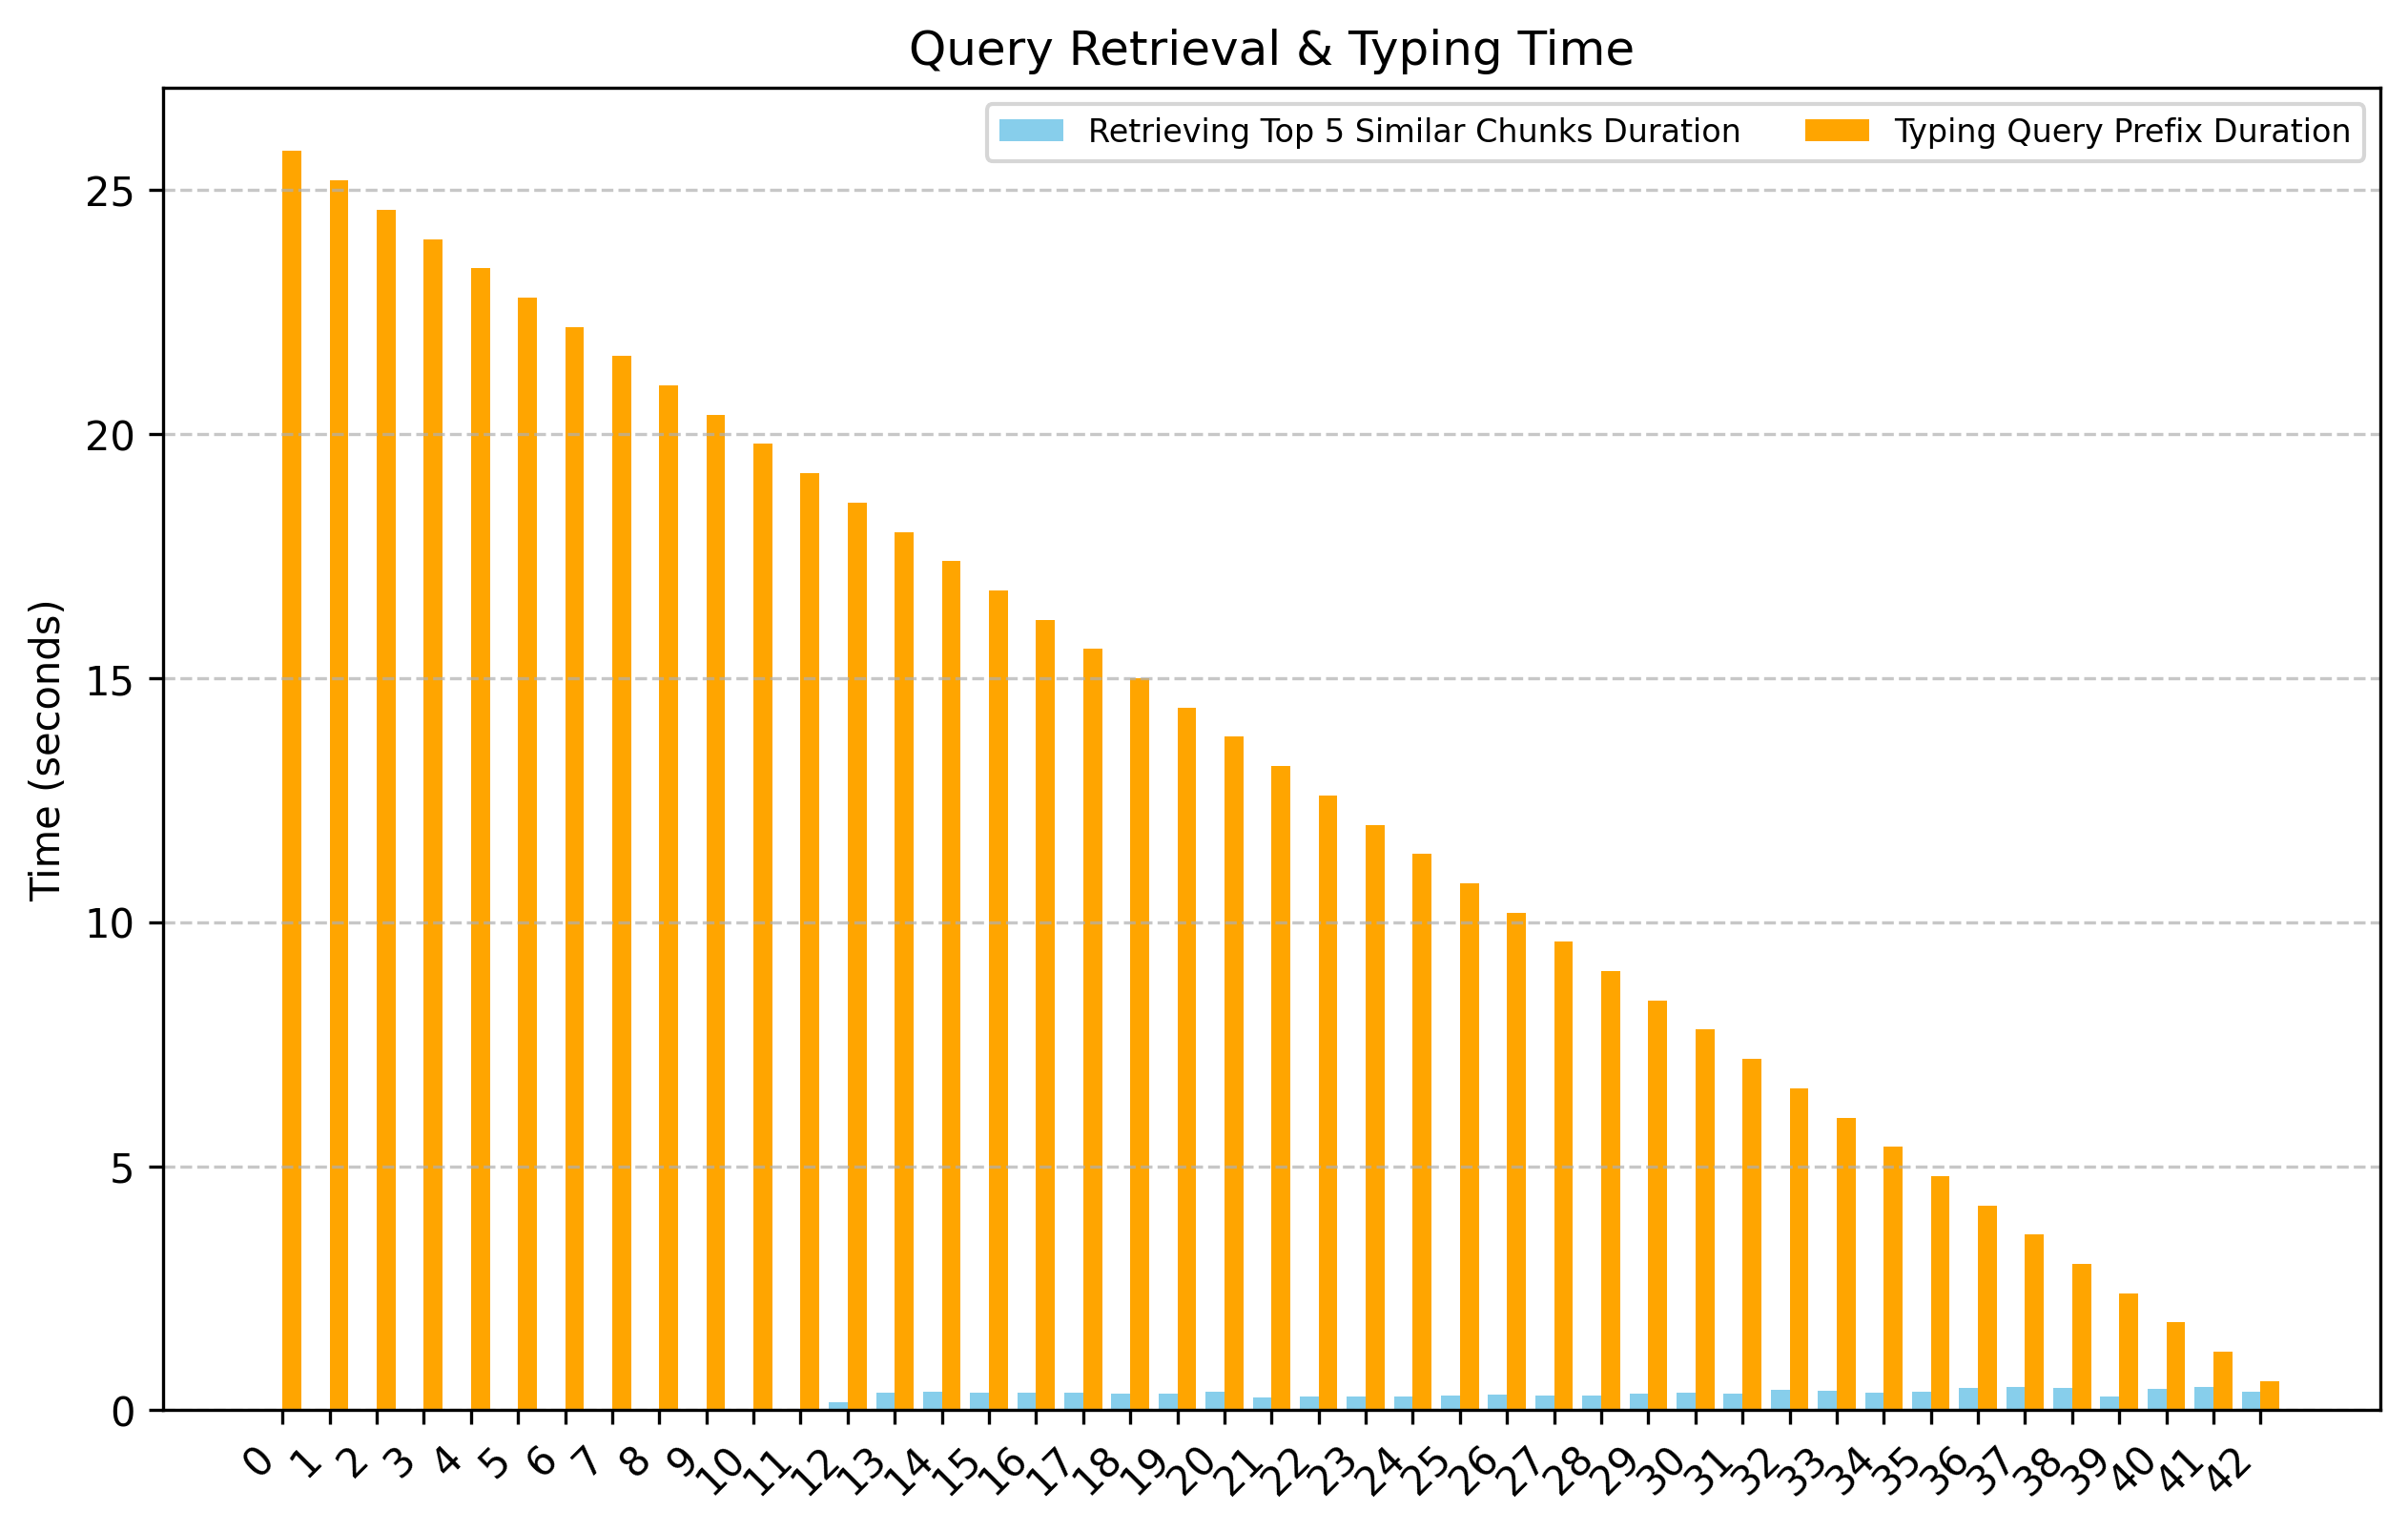 Query Retrieval & Typing Time
Retrieving Top 5 Similar Chunks Duration Typing Query Prefix Duration
Time (seconds)
25
20
15
10
5
0
0 1 2 3 4 5 6 7 8 9 10 11 12 13 14 15 16 17 18 19 20 21 22 23 24 25 26 27 28 29 30 31 32 33 34 35 36 37 38 39 40 41 42